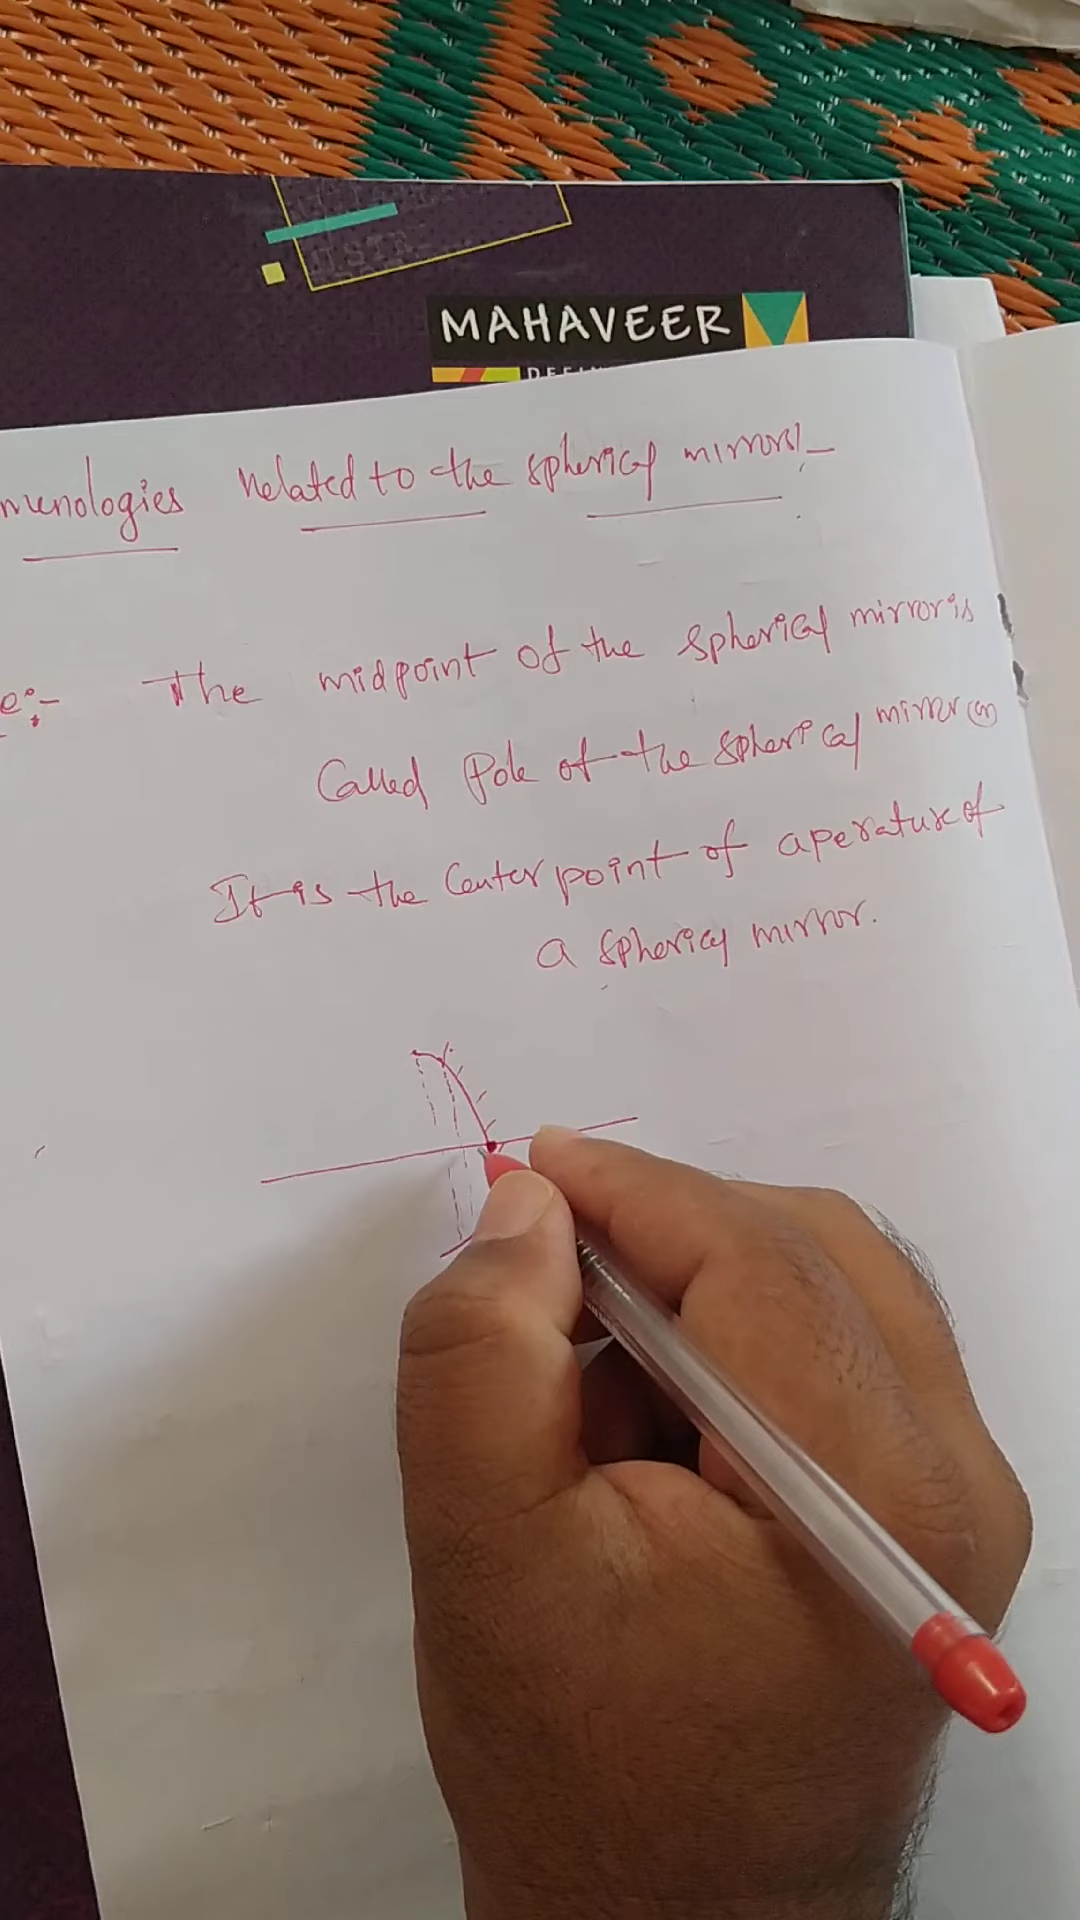 MAHAVEER
menologies related to the spherical mirrors!-
e:- The midpoint of the spherical mirror is
Called Pole of the spherical mirror (or)
It is the Center point of aperature of
a spherical mirror.